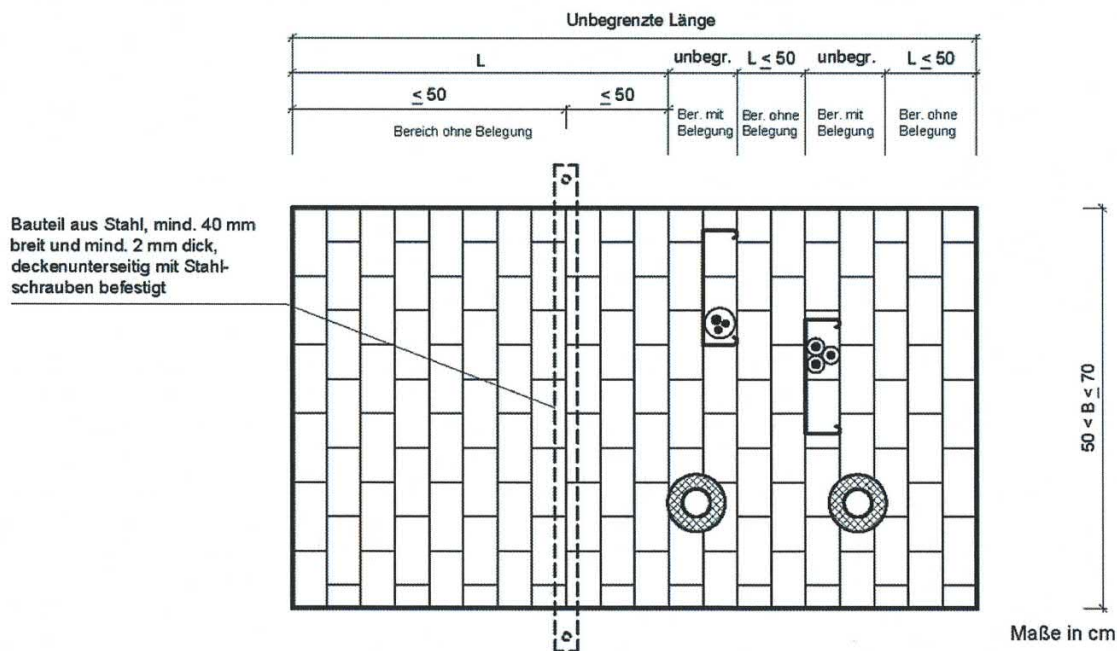 Unbegrenzte Länge
L
unbegr.
L ≤ 50
unbegr.
L ≤ 50
≤ 50
≤ 50
Bereich ohne Belegung
Ber. mit
Belegung
Ber. ohne
Belegung
Ber. mit
Belegung
Ber. ohne
Belegung
Bauteil aus Stahl, mind. 40 mm
breit und mind. 2 mm dick,
deckenunterseitig mit Stahl-
schrauben befestigt
50 < B ≤ 70
Maße in cm